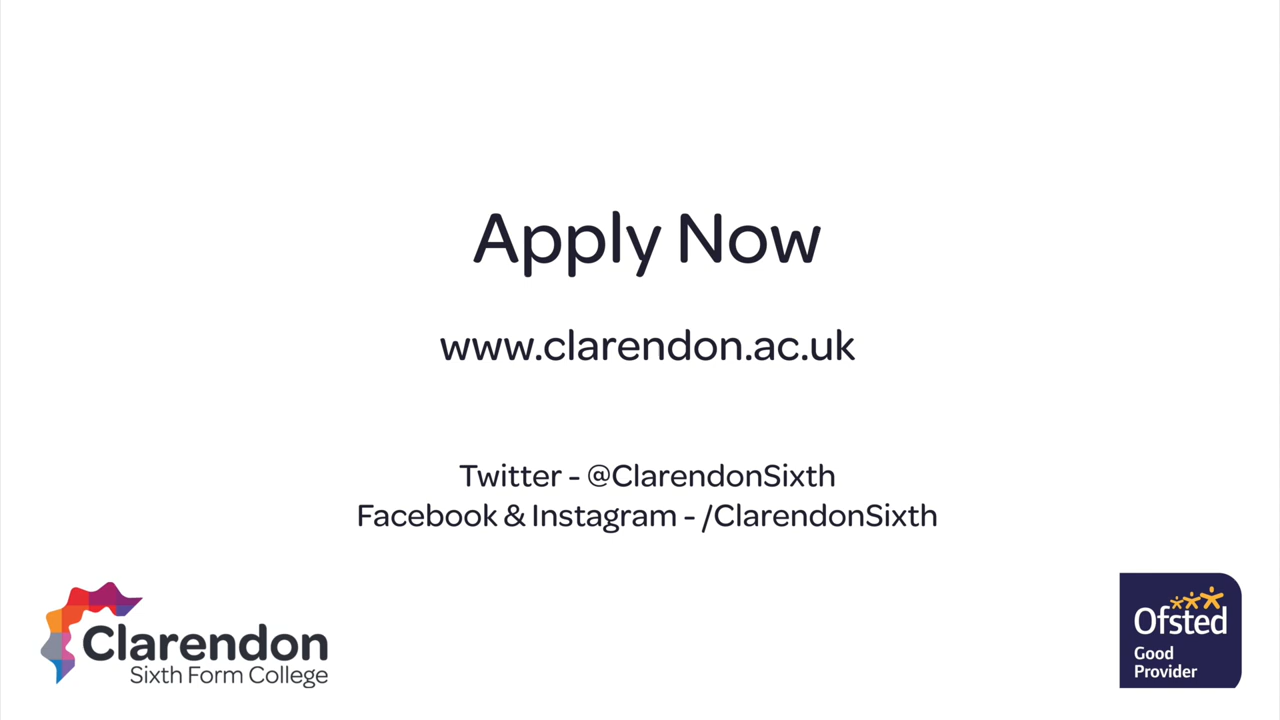 Apply Now
www.clarendon.ac.uk
Twitter - @ClarendonSixth
Facebook & Instagram - /ClarendonSixth
Clarendon
Sixth Form College
Ofsted
Good
Provider